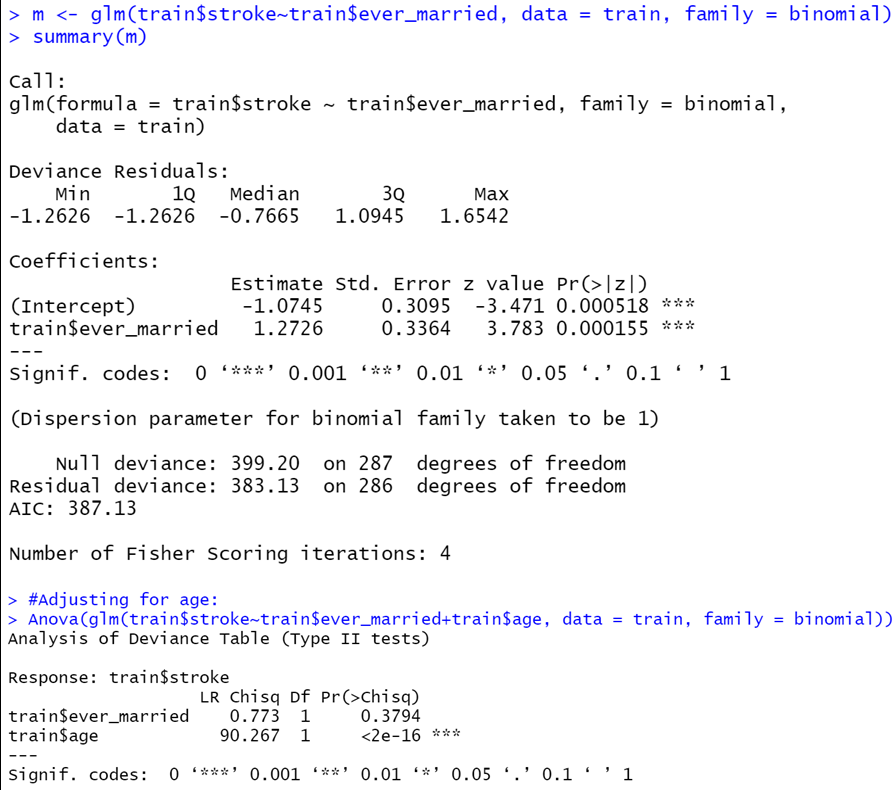 > m <- glm(train$stroke~train$ever_married, data = train, family = binomial)
> summary(m)
Call:
glm(formula = train$stroke ~ train$ever_married, family = binomial,
    data = train)
Deviance Residuals:
    Min       1Q   Median       3Q      Max
-1.2626  -1.2626  -0.7665   1.0945   1.6542
Coefficients:
                   Estimate Std. Error z value Pr(>|z|)
(Intercept)         -1.0745     0.3095  -3.471 0.000518 ***
train$ever_married   1.2726     0.3364   3.783 0.000155 ***
---
Signif. codes:  0 ‘***’ 0.001 ‘**’ 0.01 ‘*’ 0.05 ‘.’ 0.1 ‘ ’ 1
(Dispersion parameter for binomial family taken to be 1)
    Null deviance: 399.20  on 287  degrees of freedom
Residual deviance: 383.13  on 286  degrees of freedom
AIC: 387.13
Number of Fisher Scoring iterations: 4
> #Adjusting for age:
> Anova(glm(train$stroke~train$ever_married+train$age, data = train, family = binomial))
Analysis of Deviance Table (Type II tests)
Response: train$stroke
                   LR Chisq Df Pr(>Chisq)
train$ever_married    0.773  1     0.3794
train$age            90.267  1     <2e-16 ***
---
Signif. codes:  0 ‘***’ 0.001 ‘**’ 0.01 ‘*’ 0.05 ‘.’ 0.1 ‘ ’ 1